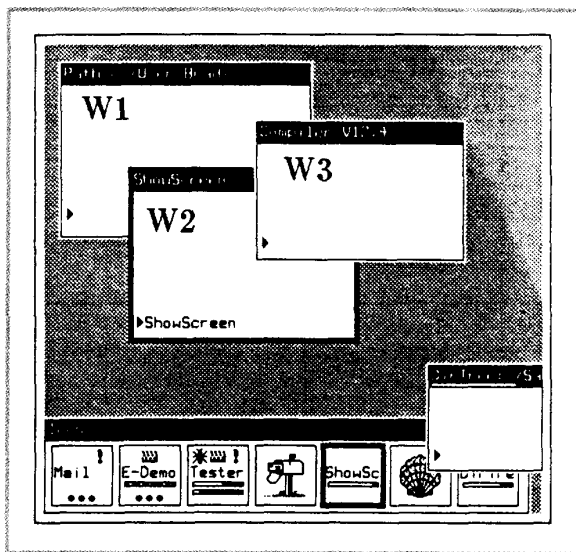 W1
Compiler V12.4
W3
ShowScreen
W2
ShowScreen
Mail !
E-Demo
Tester
ShowSc